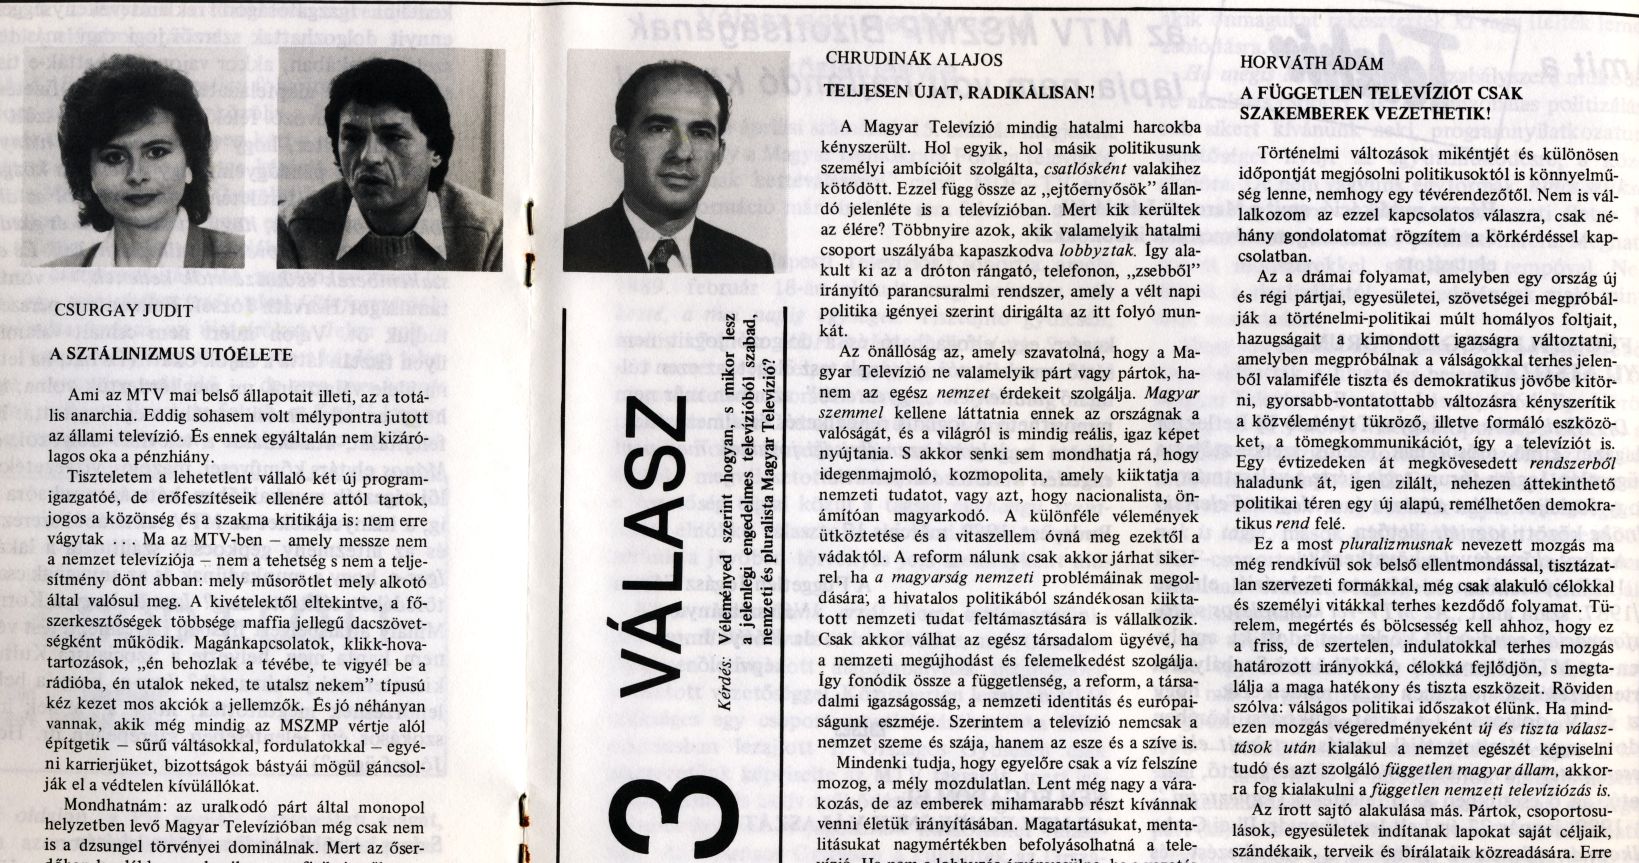 CSURGAY JUDIT
A SZTÁLINIZMUS UTÓÉLETE
Ami az MTV mai belső állapotait illeti, az a totá-
lis anarchia. Eddig sohasem volt mélypontra jutott
az állami televízió. És ennek egyáltalán nem kizáró-
lagos oka a pénzhiány.
Tiszteletem a lehetetlent vállaló két új program-
igazgatóé, de erőfeszítéseik ellenére attól tartok,
jogos a közönség és a szakma kritikája is: nem erre
vágytak . . . Ma az MTV-ben – amely messze nem
a nemzet televíziója – nem a tehetség s nem a telje-
sítmény dönt abban: mely műsorötlet mely alkotó
által valósul meg. A kivételektől eltekintve, a fő-
szerkesztőségek többsége maffia jellegű dacszövet-
ségként működik. Magánkapcsolatok, klikk-hova-
tartozások, „én behozlak a tévébe, te vigyél be a
rádióba, én utalok neked, te utalsz nekem” típusú
kéz kezet mos akciók a jellemzők. És jó néhányan
vannak, akik még mindig az MSZMP vértje alól
építgetik – sűrű váltásokkal, fordulatokkal – egyé-
ni karrierjüket, bizottságok bástyái mögül gáncsol-
ják el a védtelen kívülállókat.
Mondhatnám: az uralkodó párt által monopol
helyzetben levő Magyar Televízióban még csak nem
is a dzsungel törvényei dominálnak. Mert az őser-
3 VÁLASZ
Kérdés: Véleményed szerint hogyan, s mikor lesz
a jelenlegi engedelmes televízióból szabad,
nemzeti és pluralista Magyar Televízió?
CHRUDINÁK ALAJOS
TELJESEN ÚJAT, RADIKÁLISAN!
A Magyar Televízió mindig hatalmi harcokba
kényszerült. Hol egyik, hol másik politikusunk
személyi ambícióit szolgálta, csatlósként valakihez
kötődött. Ezzel függ össze az „ejtőernyősök” állan-
dó jelenléte is a televízióban. Mert kik kerültek
az élére? Többnyire azok, akik valamelyik hatalmi
csoport uszályába kapaszkodva lobbyztak. Így ala-
kult ki az a dróton rángató, telefonon, „zsebből”
irányító parancsuralmi rendszer, amely a vélt napi
politika igényei szerint dirigálta az itt folyó mun-
kát.
Az önállóság az, amely szavatolná, hogy a Ma-
gyar Televízió ne valamelyik párt vagy pártok, ha-
nem az egész nemzet érdekeit szolgálja. Magyar
szemmel kellene láttatnia ennek az országnak a
valóságát, és a világról is mindig reális, igaz képet
nyújtania. S akkor senki sem mondhatja rá, hogy
idegenmajmoló, kozmopolita, amely kiiktatja a
nemzeti tudatot, vagy azt, hogy nacionalista, ön-
ámítóan magyarkodó. A különféle vélemények
ütköztetése és a vitaszellem óvná meg ezektől a
vádaktól. A reform nálunk csak akkor járhat siker-
rel, ha a magyarság nemzeti problémáinak megol-
dására, a hivatalos politikából szándékosan kiikta-
tott nemzeti tudat feltámasztására is vállalkozik.
Csak akkor válhat az egész társadalom ügyévé, ha
a nemzeti megújhodást és felemelkedést szolgálja.
Így fonódik össze a függetlenség, a reform, a társa-
dalmi igazságosság, a nemzeti identitás és európai-
ságunk eszméje. Szerintem a televízió nemcsak a
nemzet szeme és szája, hanem az esze és a szíve is.
Mindenki tudja, hogy egyelőre csak a víz felszíne
mozog, a mély mozdulatlan. Lent még nagy a vára-
kozás, de az emberek mihamarabb részt kívánnak
venni életük irányításában. Magatartásukat, menta-
litásukat nagymértékben befolyásolhatná a tele-
HORVÁTH ÁDÁM
A FÜGGETLEN TELEVÍZIÓT CSAK
SZAKEMBEREK VEZETHETIK!
Történelmi változások mikéntjét és különösen
időpontját megjósolni politikusoktól is könnyelmű-
ség lenne, nemhogy egy tévérendezőtől. Nem is vál-
lalkozom az ezzel kapcsolatos válaszra, csak né-
hány gondolatomat rögzítem a körkérdéssel kap-
csolatban.
Az a drámai folyamat, amelyben egy ország új
és régi pártjai, egyesületei, szövetségei megpróbál-
ják a történelmi-politikai múlt homályos foltjait,
hazugságait a kimondott igazságra változtatni,
amelyben megpróbálnak a válságokkal terhes jelen-
ből valamiféle tiszta és demokratikus jövőbe kitör-
ni, gyorsabb-vontatottabb változásra kényszerítik
a közvéleményt tükröző, illetve formáló eszközö-
ket, a tömegkommunikációt, így a televíziót is.
Egy évtizedeken át megkövesedett rendszerből
haladunk át, igen zilált, nehezen áttekinthető
politikai téren egy új alapú, remélhetően demokra-
tikus rend felé.
Ez a most pluralizmusnak nevezett mozgás ma
még rendkívül sok belső ellentmondással, tisztázat-
lan szervezeti formákkal, még csak alakuló célokkal
és személyi vitákkal terhes kezdődő folyamat. Tü-
relem, megértés és bölcsesség kell ahhoz, hogy ez
a friss, de szertelen, indulatokkal terhes mozgás
határozott irányokká, célokká fejlődjön, s megta-
lálja a maga hatékony és tiszta eszközeit. Röviden
szólva: válságos politikai időszakot élünk. Ha mind-
ezen mozgás végeredményeként új és tiszta válasz-
tások után kialakul a nemzet egészét képviselni
tudó és azt szolgáló független magyar állam, akkor-
ra fog kialakulni a független nemzeti televíziózás is.
Az írott sajtó alakulása más. Pártok, csoportosu-
lások, egyesületek indítanak lapokat saját céljaik,
szándékaik, terveik és bírálataik közreadására. Erre